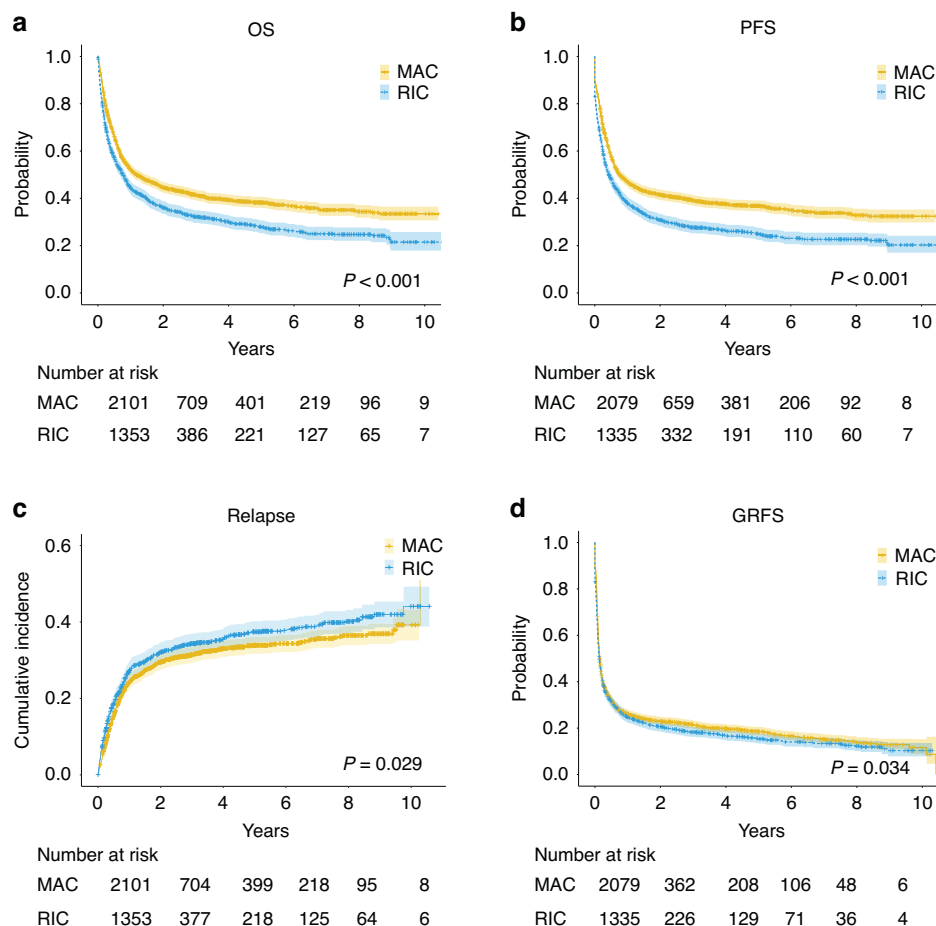 a
OS
1.0
0.8
0.6
0.4
0.2
0.0
Probability
MAC
RIC
P < 0.001
0 2 4 6 8 10
Years
Number at risk
MAC 2101 709 401 219 96 9
RIC 1353 386 221 127 65 7
b
PFS
1.0
0.8
0.6
0.4
0.2
0.0
Probability
MAC
RIC
P < 0.001
0 2 4 6 8 10
Years
Number at risk
MAC 2079 659 381 206 92 8
RIC 1335 332 191 110 60 7
c
Relapse
0.6
0.4
0.2
0.0
Cumulative incidence
MAC
RIC
P = 0.029
0 2 4 6 8 10
Years
Number at risk
MAC 2101 704 399 218 95 8
RIC 1353 377 218 125 64 6
d
GRFS
1.0
0.8
0.6
0.4
0.2
0.0
Probability
MAC
RIC
P = 0.034
0 2 4 6 8 10
Years
Number at risk
MAC 2079 362 208 106 48 6
RIC 1335 226 129 71 36 4